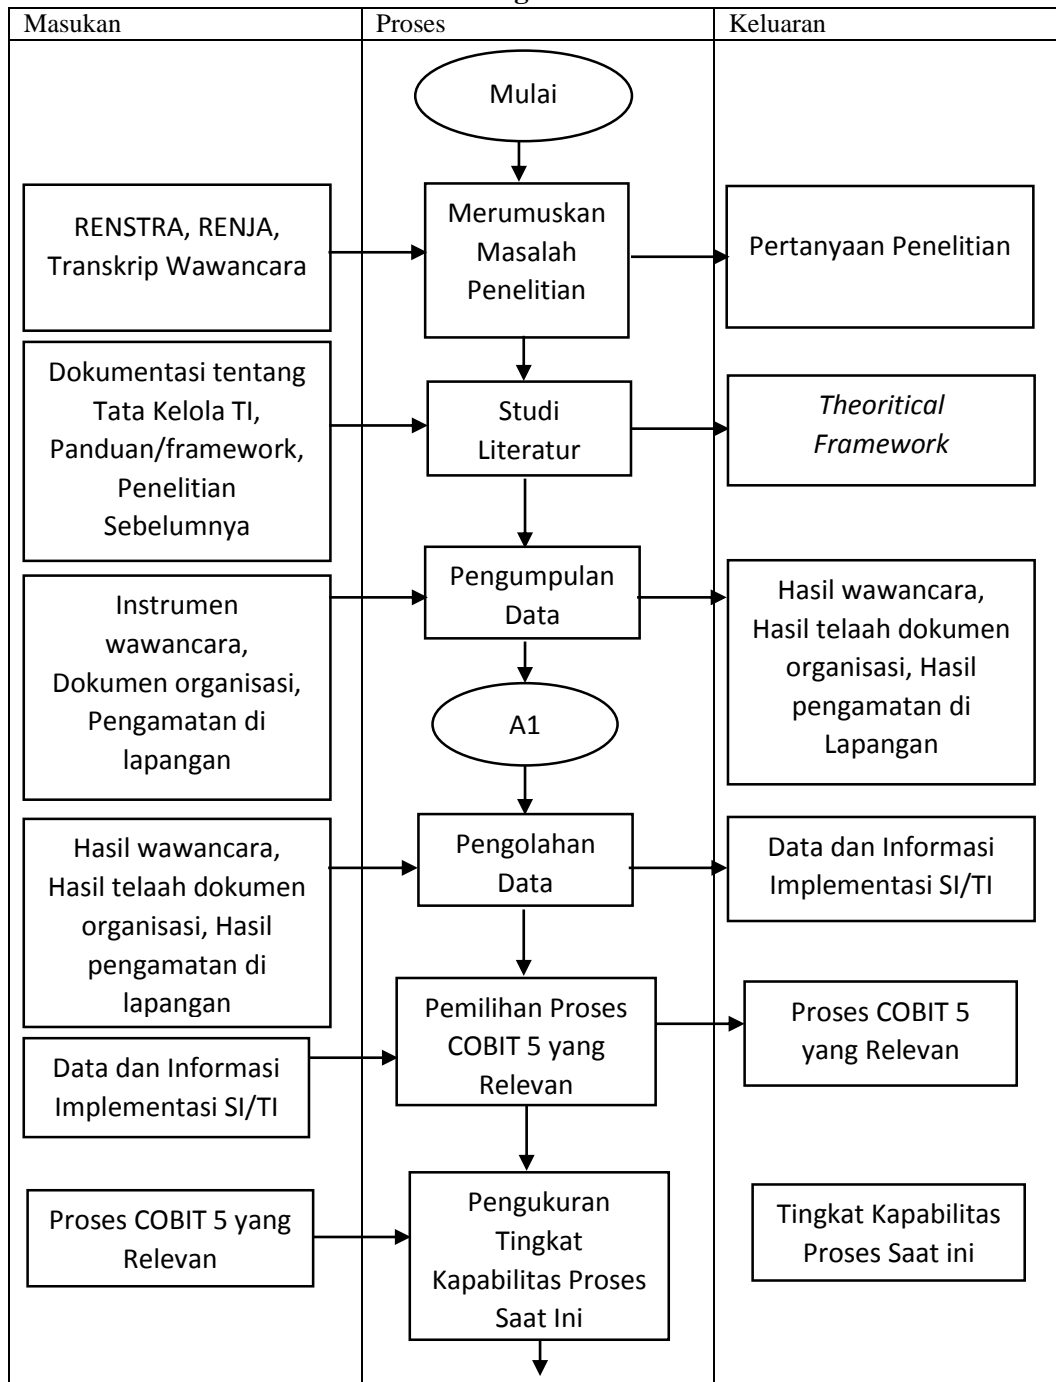 Masukan
Proses
Keluaran
Mulai
RENSTRA, RENJA,
Transkrip Wawancara
Merumuskan
Masalah
Penelitian
Pertanyaan Penelitian
Dokumentasi tentang
Tata Kelola TI,
Panduan/framework,
Penelitian
Sebelumnya
Studi
Literatur
Theoritical
Framework
Instrumen
wawancara,
Dokumen organisasi,
Pengamatan di
lapangan
Pengumpulan
Data
Hasil wawancara,
Hasil telaah dokumen
organisasi, Hasil
pengamatan di
Lapangan
A1
Hasil wawancara,
Hasil telaah dokumen
organisasi, Hasil
pengamatan di
lapangan
Pengolahan
Data
Data dan Informasi
Implementasi SI/TI
Data dan Informasi
Implementasi SI/TI
Pemilihan Proses
COBIT 5 yang
Relevan
Proses COBIT 5
yang Relevan
Proses COBIT 5 yang
Relevan
Pengukuran
Tingkat
Kapabilitas Proses
Saat Ini
Tingkat Kapabilitas
Proses Saat ini